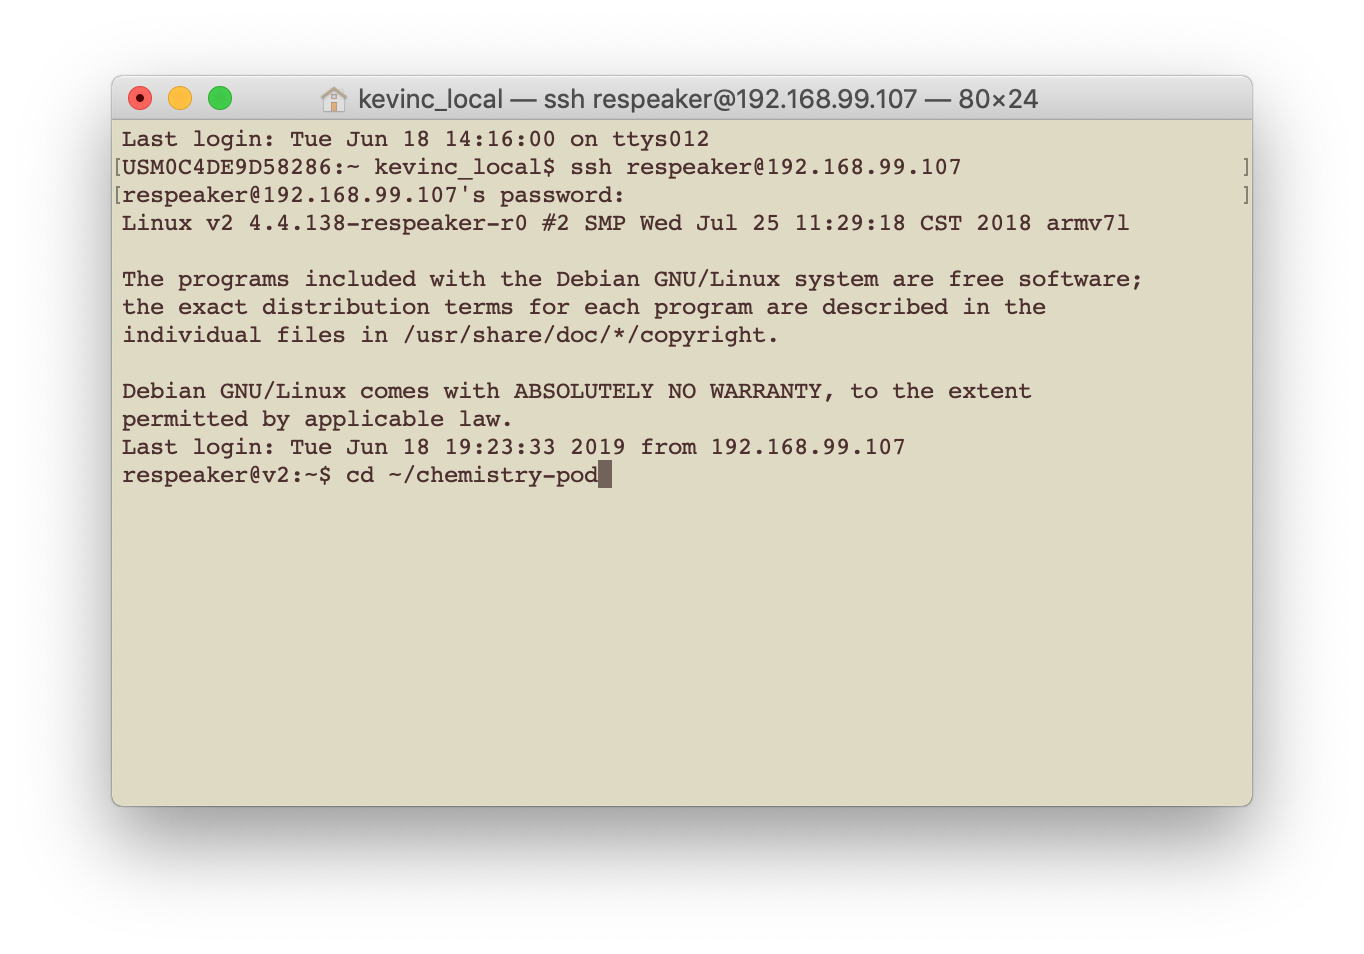 kevinc_local — ssh respeaker@192.168.99.107 — 80×24
Last login: Tue Jun 18 14:16:00 on ttys012
[USM0C4DE9D58286:~ kevinc_local$ ssh respeaker@192.168.99.107 ]
[respeaker@192.168.99.107's password: ]
Linux v2 4.4.138-respeaker-r0 #2 SMP Wed Jul 25 11:29:18 CST 2018 armv7l
The programs included with the Debian GNU/Linux system are free software;
the exact distribution terms for each program are described in the
individual files in /usr/share/doc/*/copyright.
Debian GNU/Linux comes with ABSOLUTELY NO WARRANTY, to the extent
permitted by applicable law.
Last login: Tue Jun 18 19:23:33 2019 from 192.168.99.107
respeaker@v2:~$ cd ~/chemistry-pod